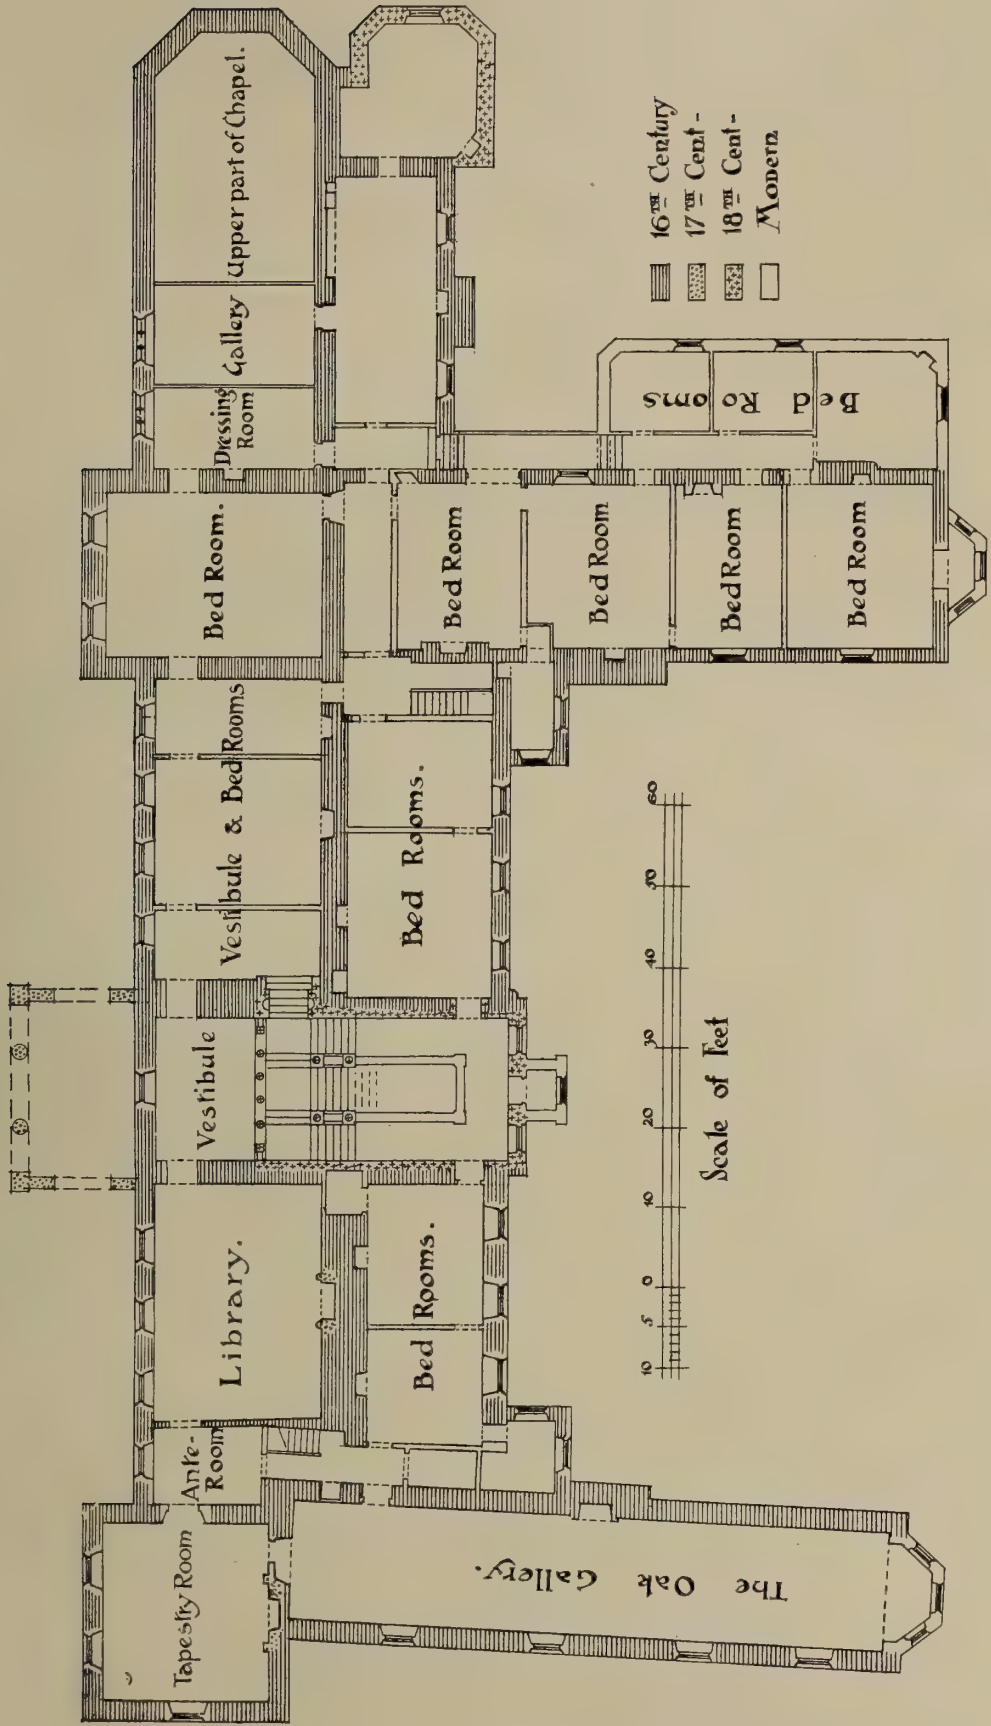 Upper part of Chapel.
Gallery
Dressing
Room
Bed Room.
Vestibule & Bed Rooms
Vestibule
Library.
Ante-
Room
Tapestry Room
The Oak Gallery.
Bed Rooms.
Bed Rooms.
Bed Room
Bed Room
Bed Room
Bed Room
Bed Rooms
16TH Century
17TH Cent-
18TH Cent-
Modern
10 5 0 10 20 30 40 50 60
Scale of Feet